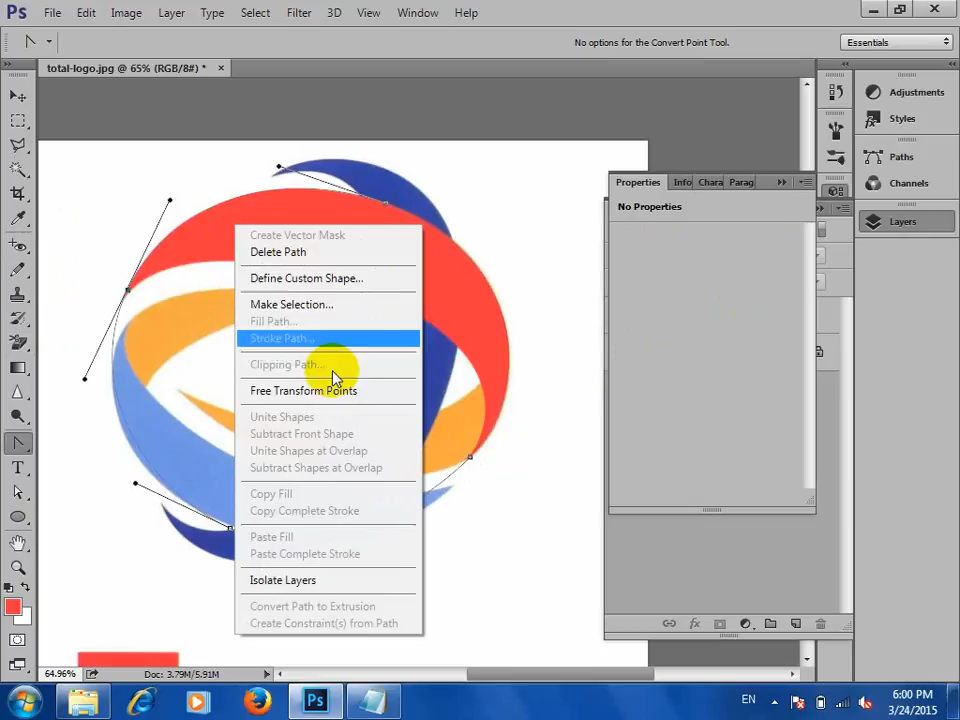 Ps File Edit Image Layer Type Select Filter 3D View Window Help
No options for the Convert Point Tool.
Essentials
total-logo.jpg @ 65% (RGB/8#) * ×
Adjustments
Styles
Paths
Channels
Layers
Properties Info Chara Parag
No Properties
Create Vector Mask
Delete Path
Define Custom Shape...
Make Selection...
Fill Path...
Stroke Path...
Clipping Path...
Free Transform Points
Unite Shapes
Subtract Front Shape
Unite Shapes at Overlap
Subtract Shapes at Overlap
Copy Fill
Copy Complete Stroke
Paste Fill
Paste Complete Stroke
Isolate Layers
Convert Path to Extrusion
Create Constraint(s) from Path
T
fx
64.96% Doc: 3.79M/5.91M
Ps
EN
6:00 PM
3/24/2015